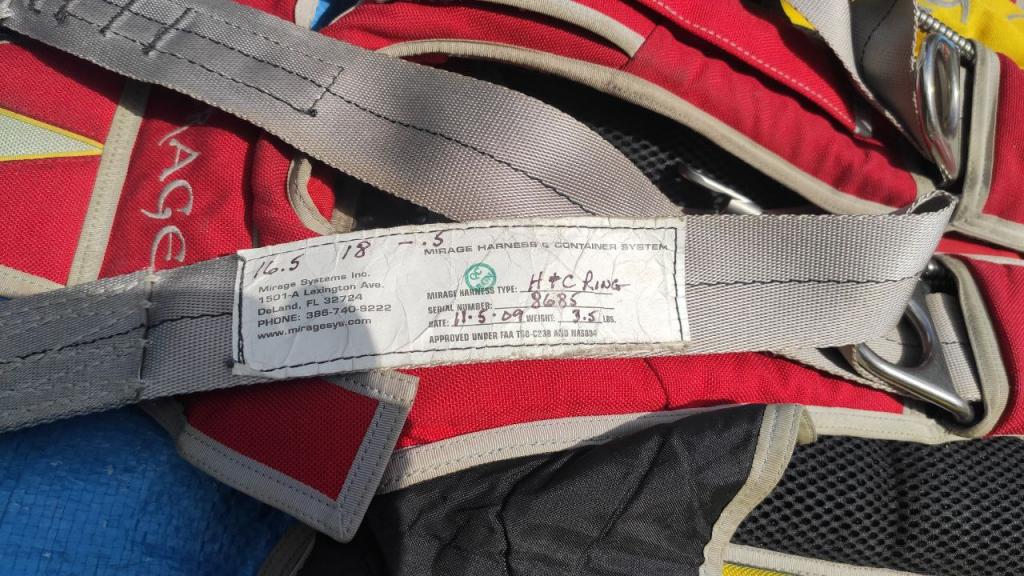 RAGE
16.5 18 -.5
MIRAGE HARNESS & CONTAINER SYSTEM
Mirage Systems Inc.
1501-A Lexington Ave.
DeLand, FL 32724
PHONE: 386-740-9222
www.miragesys.com
MIRAGE HARNESS TYPE: H & C RING
SERIAL NUMBER: 8685
DATE: 11.5.09 WEIGHT: 3.5 LBS.
APPROVED UNDER FAA TSO-C23B AND NAS804